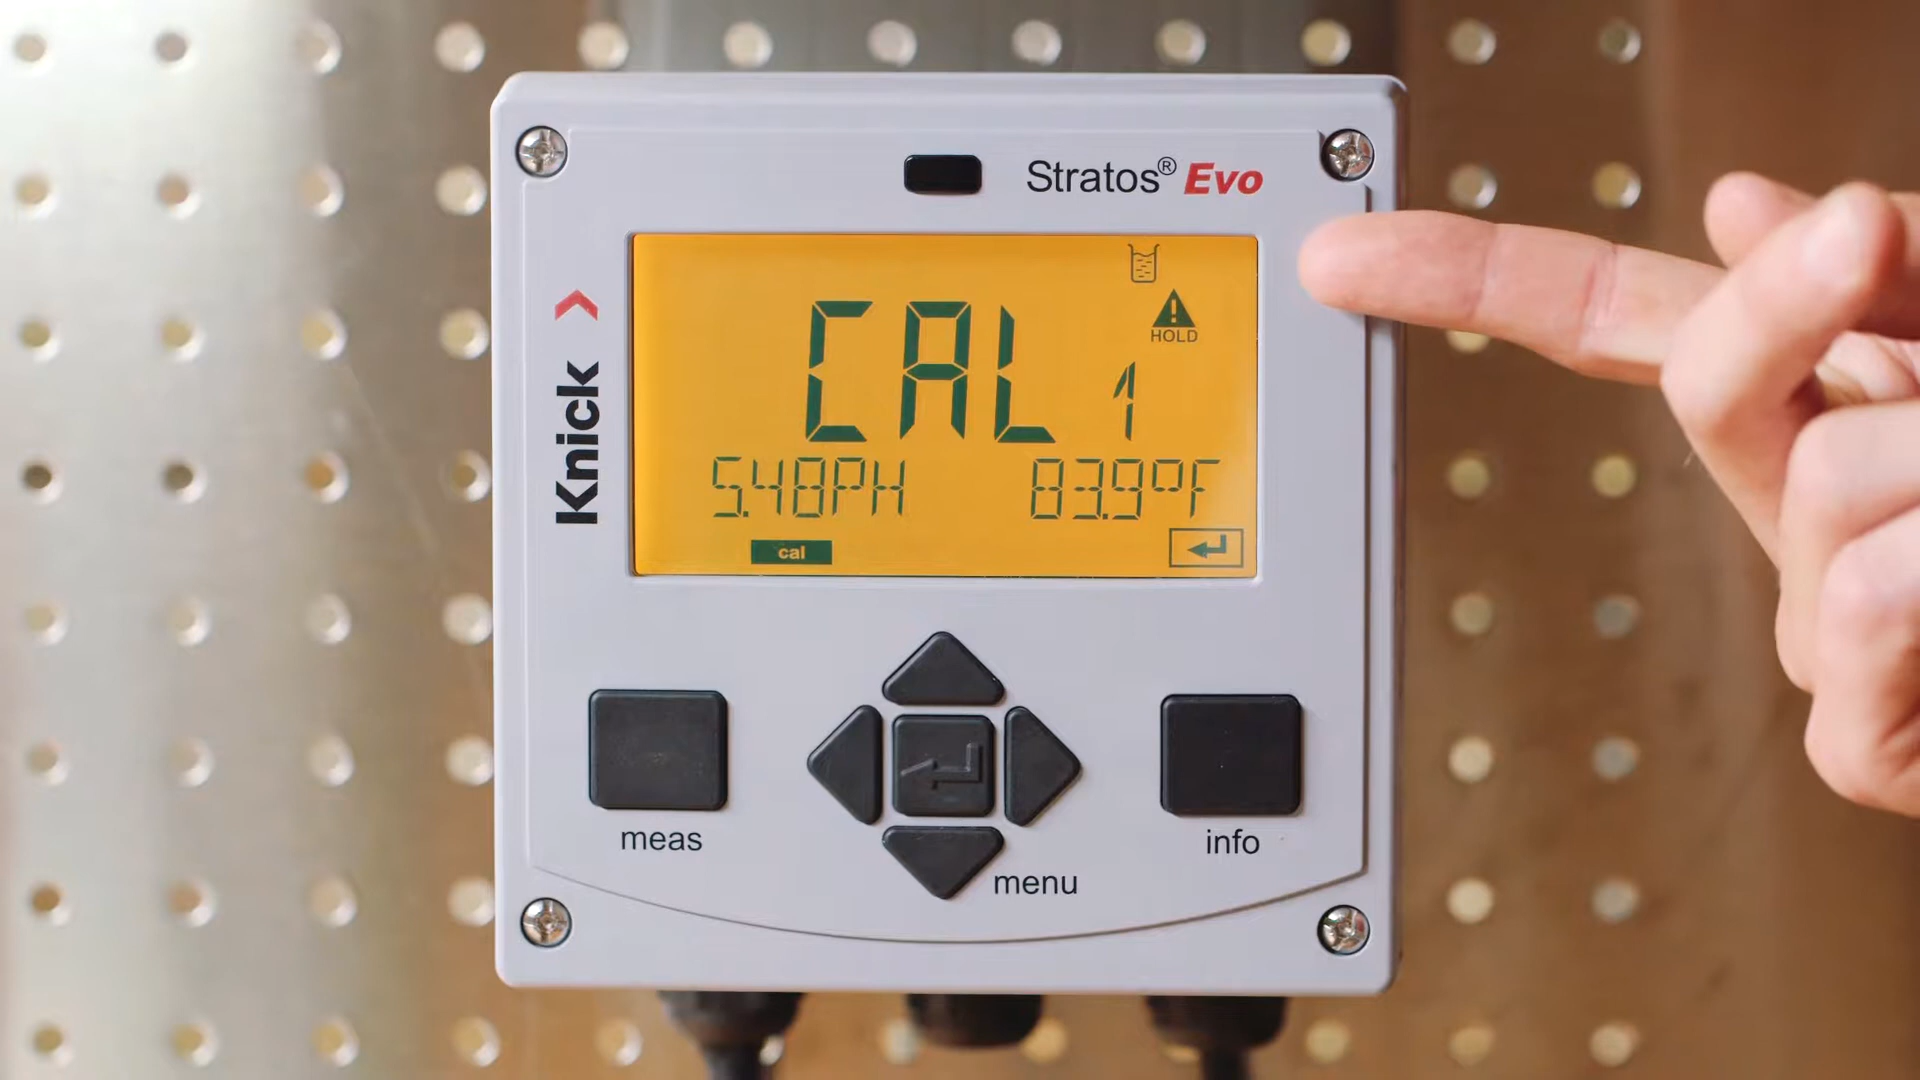 Stratos® Evo
Knick
HOLD
CAL 1
5.48PH 83.9°F
cal
meas
info
menu